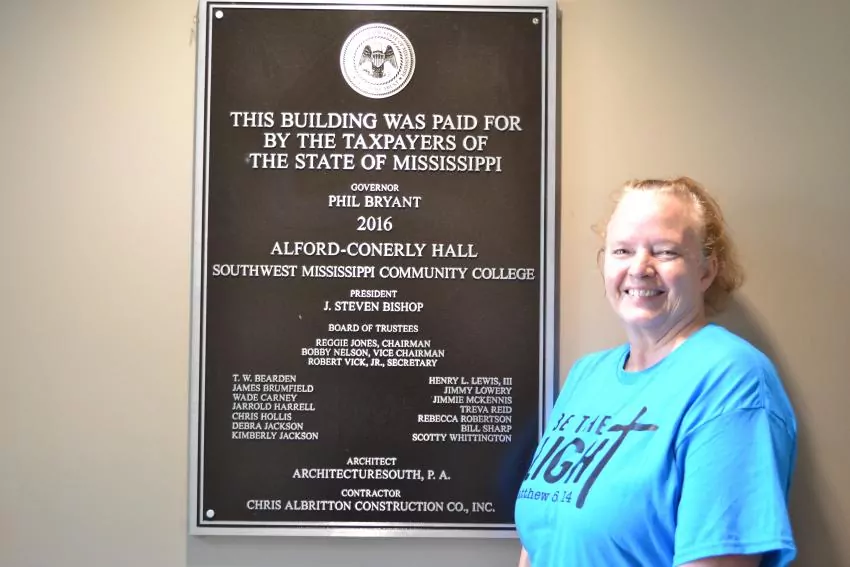 THIS BUILDING WAS PAID FOR
BY THE TAXPAYERS OF
THE STATE OF MISSISSIPPI
GOVERNOR
PHIL BRYANT
2016
ALFORD-CONERLY HALL
SOUTHWEST MISSISSIPPI COMMUNITY COLLEGE
PRESIDENT
J. STEVEN BISHOP
BOARD OF TRUSTEES
REGGIE JONES, CHAIRMAN
BOBBY NELSON, VICE CHAIRMAN
ROBERT VICK, JR., SECRETARY
T. W. BEARDEN
JAMES BRUMFIELD
WADE CARNEY
JARROLD HARRELL
CHRIS HOLLIS
DEBRA JACKSON
KIMBERLY JACKSON
HENRY L. LEWIS, III
JIMMY LOWERY
JIMMIE MCKENNIS
TREVA REID
REBECCA ROBERTSON
BILL SHARP
SCOTTY WHITTINGTON
ARCHITECT
ARCHITECTURESOUTH, P. A.
CONTRACTOR
CHRIS ALBRITTON CONSTRUCTION CO., INC.
BE THE
LIGHT
atthew 5:14